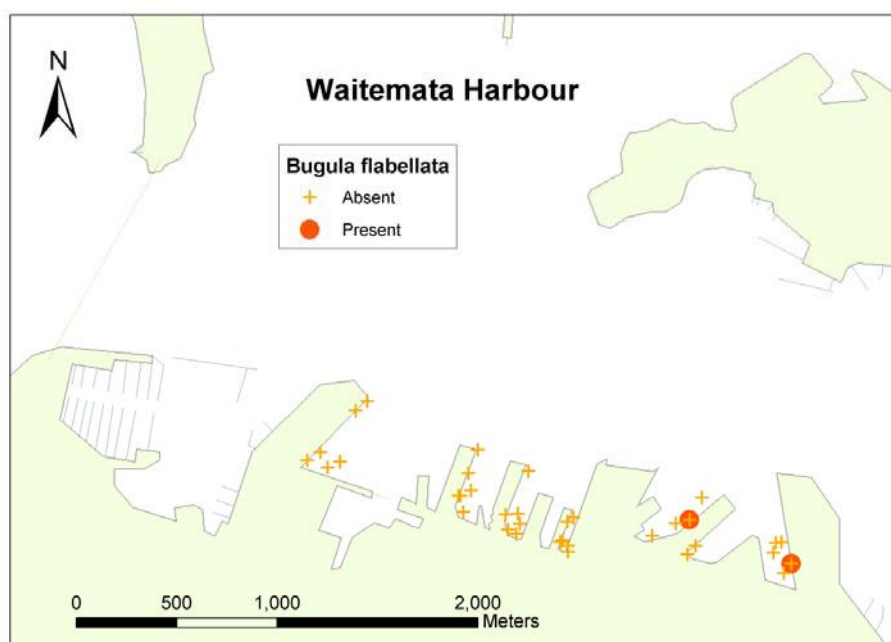 N
Waitemata Harbour
Bugula flabellata
Absent
Present
0 500 1,000 2,000
Meters